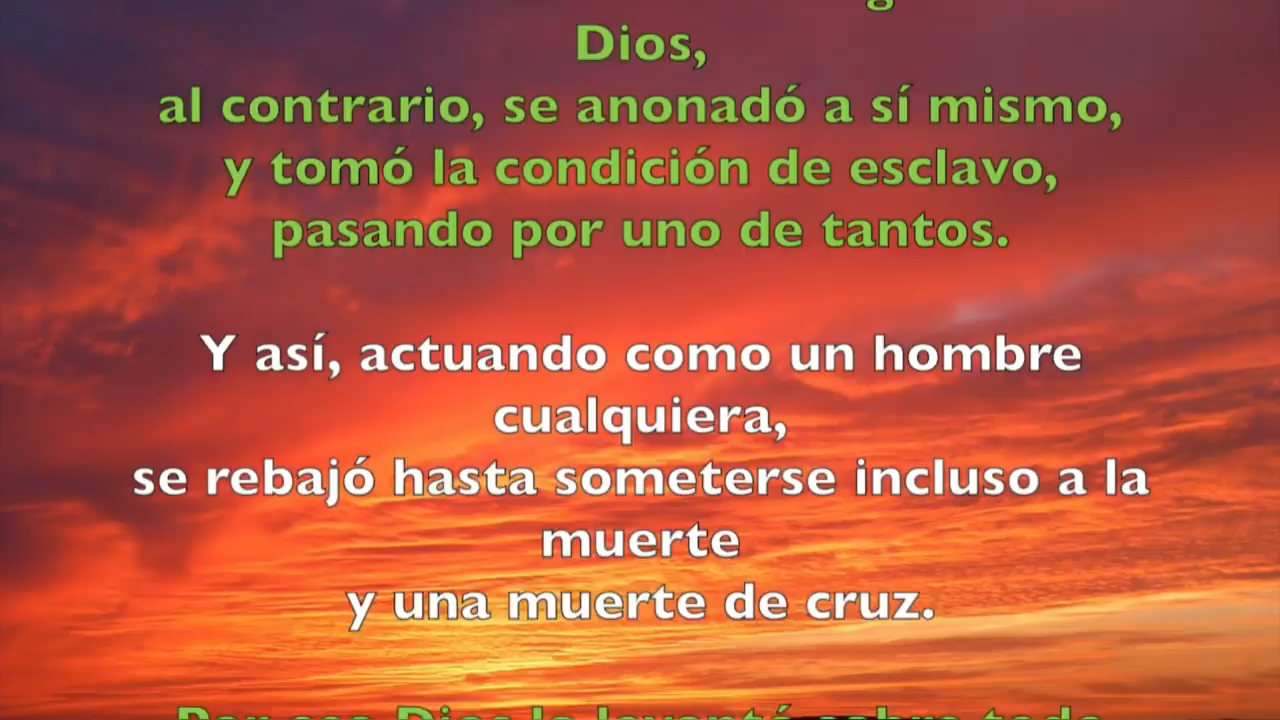 Dios,
al contrario, se anonadó a sí mismo,
y tomó la condición de esclavo,
pasando por uno de tantos.
Y así, actuando como un hombre
cualquiera,
se rebajó hasta someterse incluso a la
muerte
y una muerte de cruz.
Por eso Dios lo levantó sobre todo